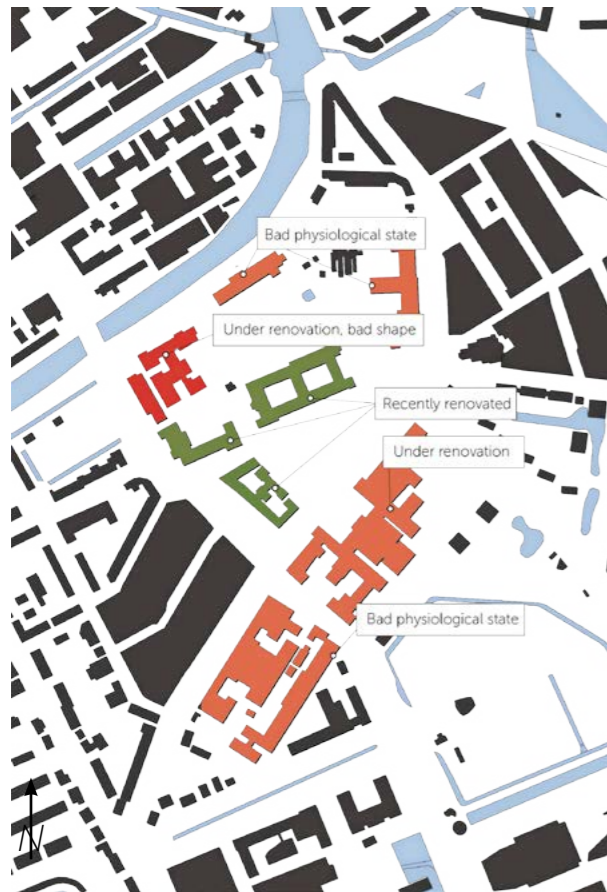 Bad physiological state
Under renovation, bad shape
Recently renovated
Under renovation
Bad physiological state
N